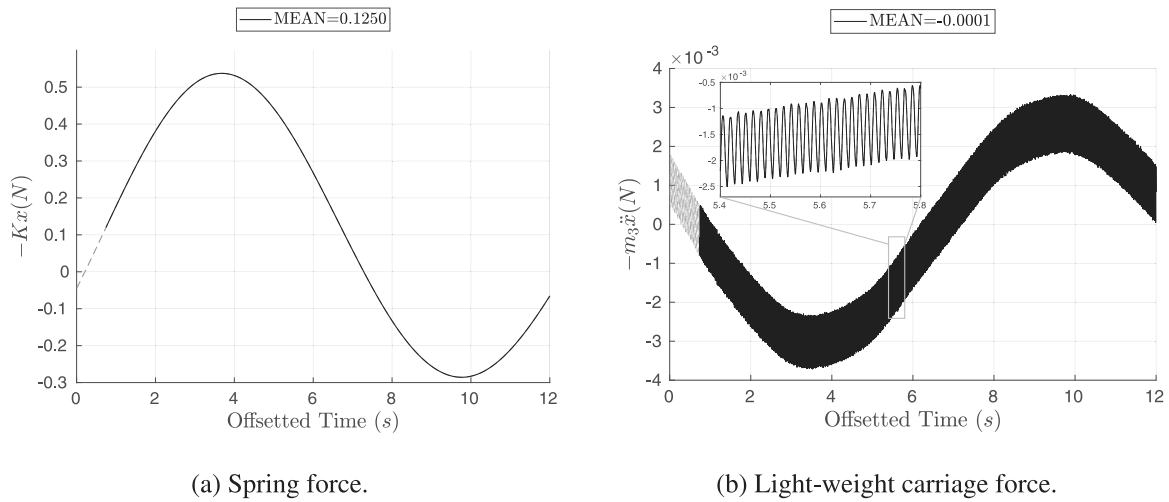 MEAN=0.1250
0.5
0.4
0.3
0.2
0.1
0
-0.1
-0.2
-0.3
−Kx(N)
0 2 4 6 8 10 12
Offsetted Time (s)
(a) Spring force.
MEAN=-0.0001
×10⁻³
4
3
2
1
0
-1
-2
-3
-4
−m₃ẍ(N)
×10⁻³
-0.5
-1
-1.5
-2
-2.5
5.4 5.5 5.6 5.7 5.8
0 2 4 6 8 10 12
Offsetted Time (s)
(b) Light-weight carriage force.